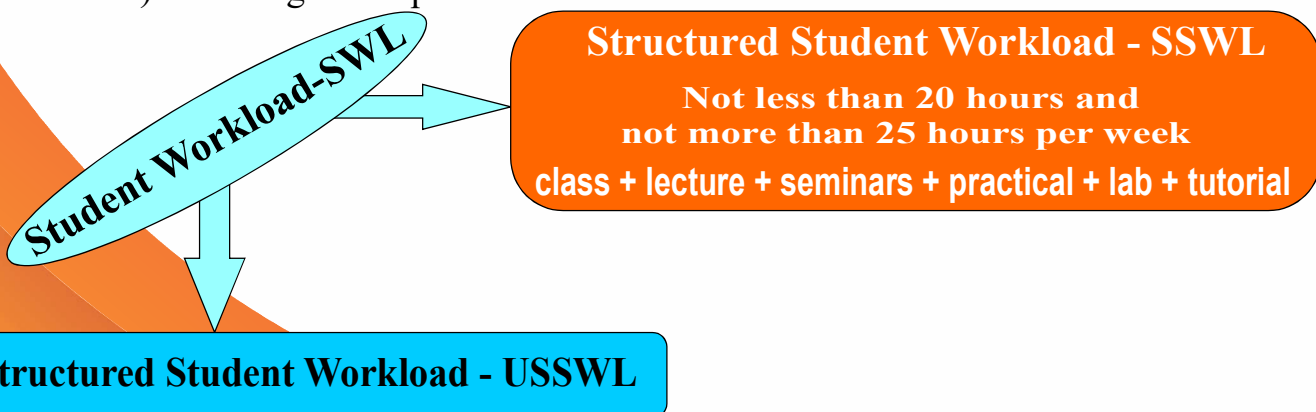 Student Workload-SWL
Structured Student Workload - SSWL
Not less than 20 hours and
not more than 25 hours per week
class + lecture + seminars + practical + lab + tutorial
tructured Student Workload - USSWL